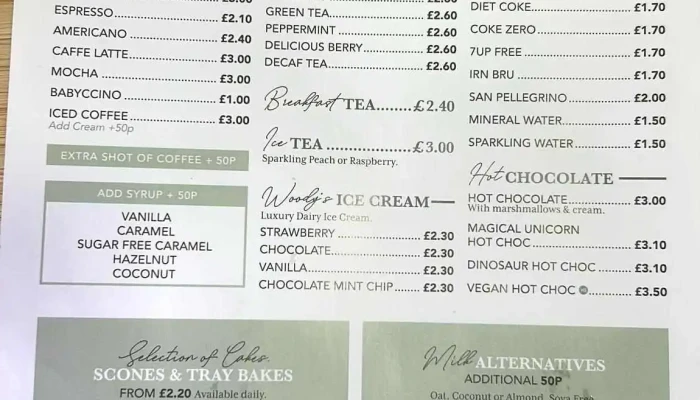 ESPRESSO £2.10
AMERICANO £2.40
CAFFE LATTE £3.00
MOCHA £3.00
BABYCCINO £1.00
ICED COFFEE £3.00
Add Cream +50p
EXTRA SHOT OF COFFEE + 50P
ADD SYRUP + 50P
VANILLA
CARAMEL
SUGAR FREE CARAMEL
HAZELNUT
COCONUT
GREEN TEA £2.60
PEPPERMINT £2.60
DELICIOUS BERRY £2.60
DECAF TEA £2.60
Breakfast TEA £2.40
Ice TEA £3.00
Sparkling Peach or Raspberry.
Woody's ICE CREAM
Luxury Dairy Ice Cream.
STRAWBERRY £2.30
CHOCOLATE £2.30
VANILLA £2.30
CHOCOLATE MINT CHIP £2.30
DIET COKE £1.70
COKE ZERO £1.70
7UP FREE £1.70
IRN BRU £1.70
SAN PELLEGRINO £2.00
MINERAL WATER £1.50
SPARKLING WATER £1.50
Hot CHOCOLATE
HOT CHOCOLATE £3.00
With marshmallows & cream.
MAGICAL UNICORN
HOT CHOC £3.10
DINOSAUR HOT CHOC £3.10
VEGAN HOT CHOC £3.50
Selection of Cakes,
SCONES & TRAY BAKES
FROM £2.20 Available daily.
Milk ALTERNATIVES
ADDITIONAL 50P
Oat, Coconut or Almond, Soya Free